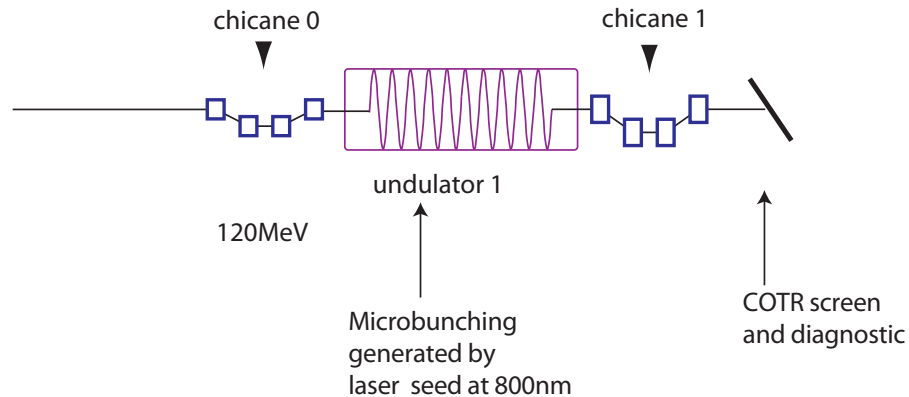 chicane 0
chicane 1
undulator 1
120MeV
Microbunching
generated by
laser seed at 800nm
COTR screen
and diagnostic